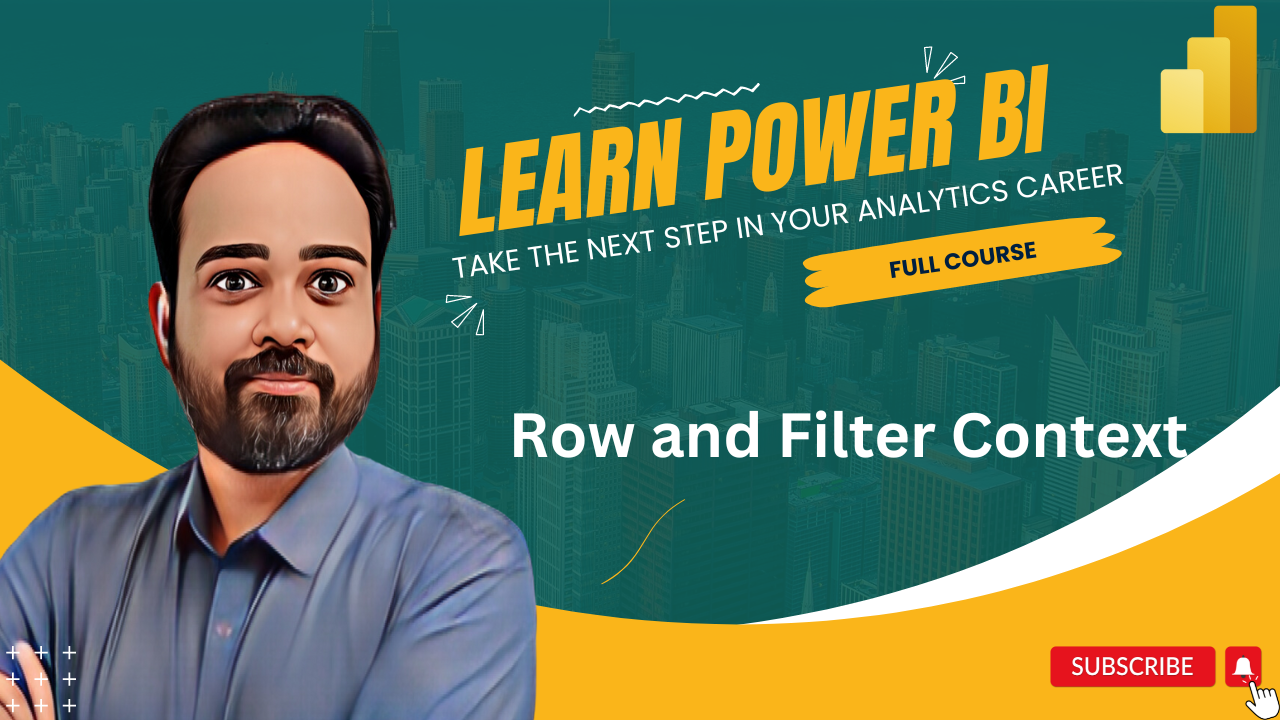 LEARN POWER BI
TAKE THE NEXT STEP IN YOUR ANALYTICS CAREER
FULL COURSE
Row and Filter Context
SUBSCRIBE